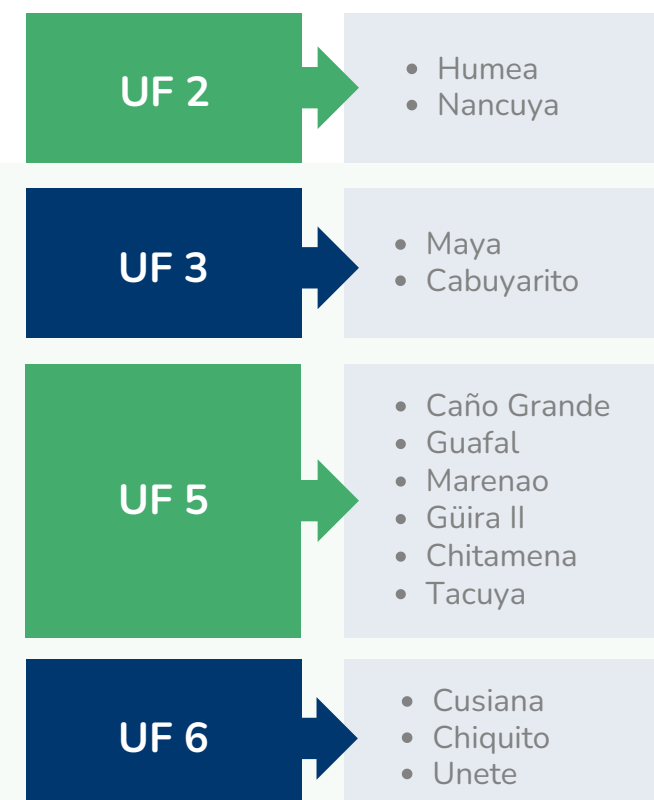 UF 2
• Humea
• Nancuya
UF 3
• Maya
• Cabuyarito
UF 5
• Caño Grande
• Guafal
• Marenao
• Güira II
• Chitamena
• Tacuya
UF 6
• Cusiana
• Chiquito
• Unete